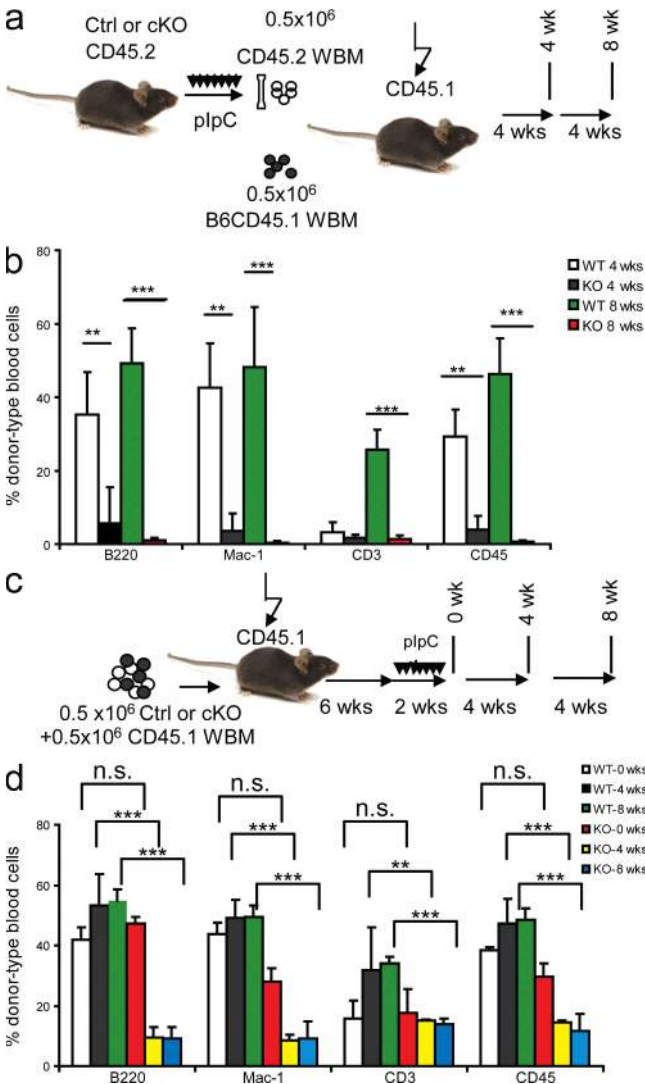 a
Ctrl or cKO
CD45.2
pIpC
0.5x10⁶
CD45.2 WBM
0.5x10⁶
B6CD45.1 WBM
CD45.1
4 wks
4 wks
4 wk
8 wk
b
% donor-type blood cells
80
60
40
20
0
** *** ** *** *** ** ***
B220 Mac-1 CD3 CD45
WT 4 wks
KO 4 wks
WT 8 wks
KO 8 wks
c
0.5 x10⁶ Ctrl or cKO
+0.5x10⁶ CD45.1 WBM
CD45.1
6 wks
pIpC
2 wks
4 wks
4 wks
0 wk
4 wk
8 wk
d
% donor-type blood cells
80
60
40
20
0
n.s. n.s. n.s. n.s.
*** *** ** ***
*** *** *** ***
B220 Mac-1 CD3 CD45
WT-0 wks
WT-4 wks
WT-8 wks
KO-0 wks
KO-4 wks
KO-8 wks